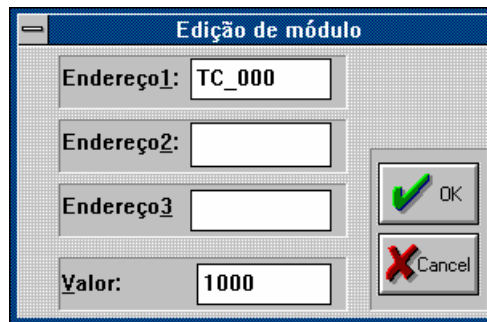 Edição de módulo
Endereço1: TC_000
Endereço2:
Endereço3
OK
Valor: 1000
Cancel